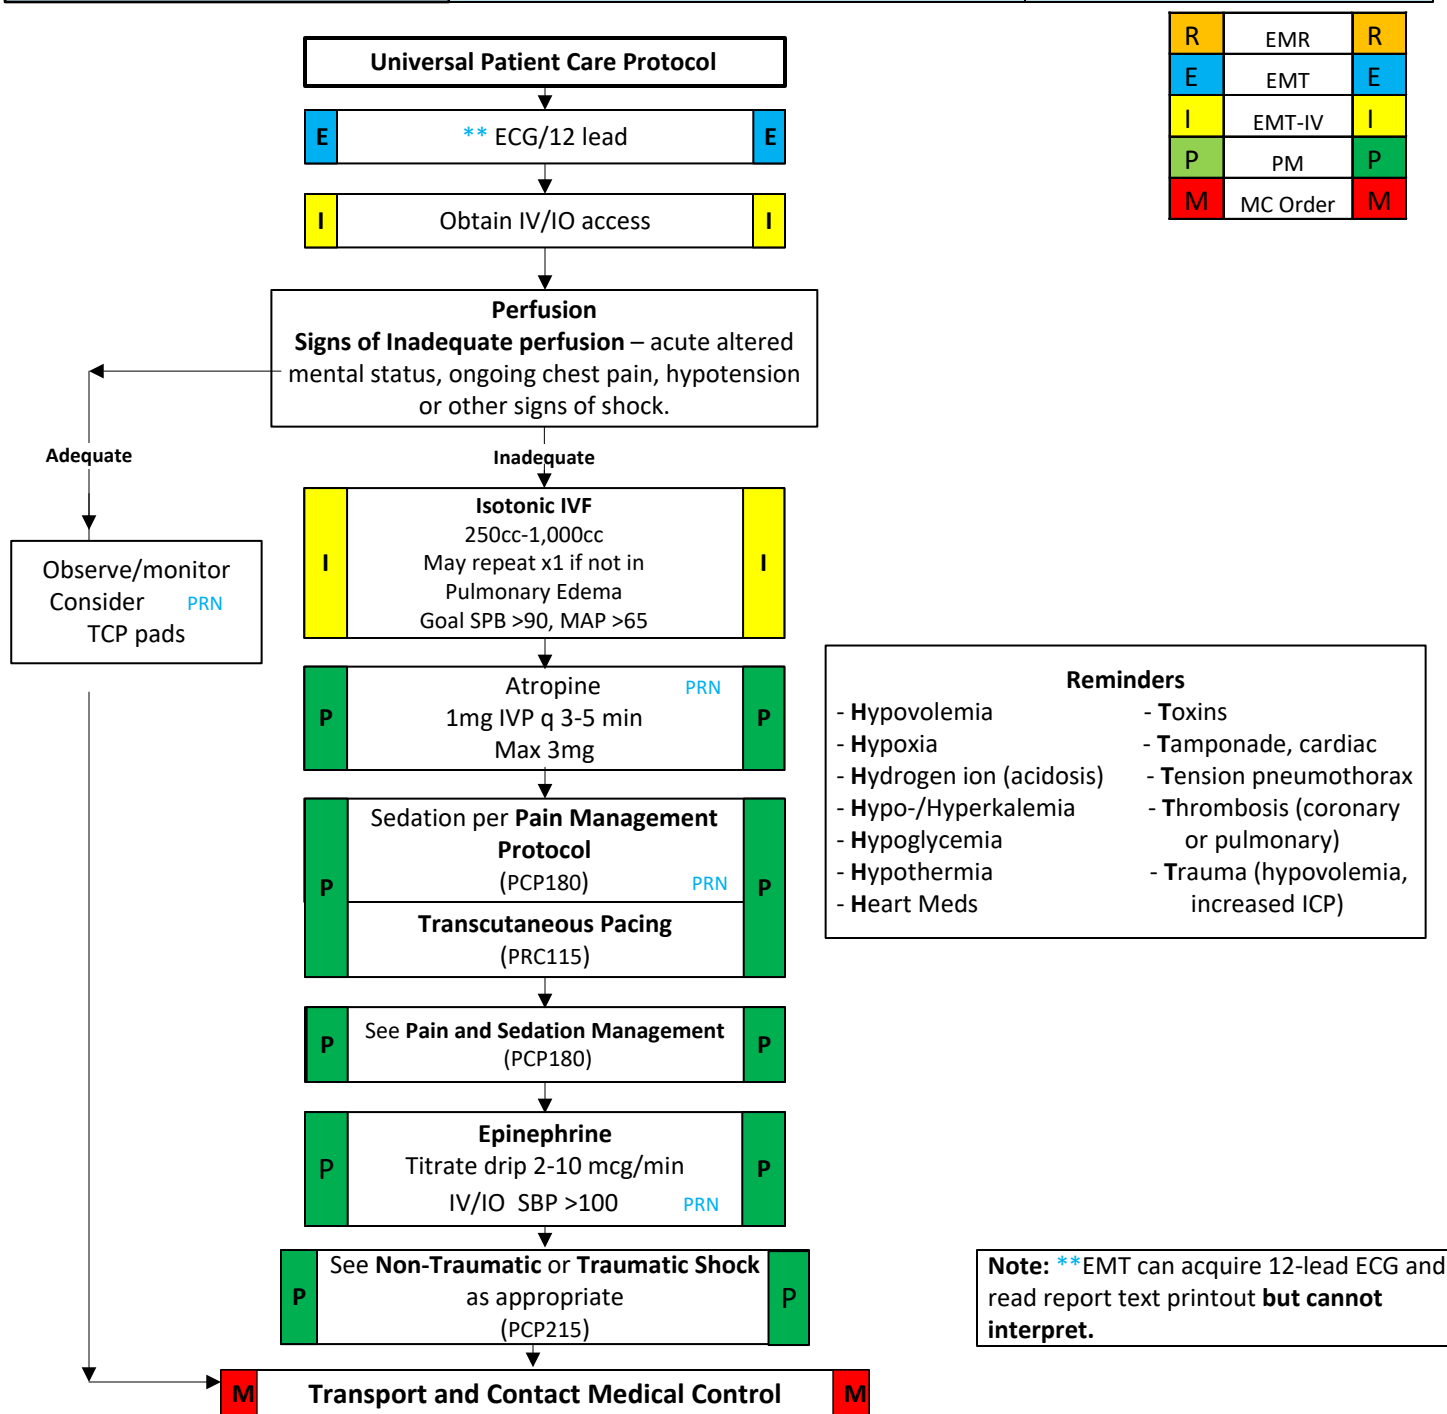 R EMR R
E EMT E
I EMT-IV I
P PM P
M MC Order M
Universal Patient Care Protocol
E ** ECG/12 lead E
I Obtain IV/IO access I
Perfusion
Signs of Inadequate perfusion – acute altered
mental status, ongoing chest pain, hypotension
or other signs of shock.
Adequate
Inadequate
Observe/monitor
Consider PRN
TCP pads
Isotonic IVF
250cc-1,000cc
I May repeat x1 if not in I
Pulmonary Edema
Goal SPB >90, MAP >65
Atropine PRN
P 1mg IVP q 3-5 min P
Max 3mg
Sedation per Pain Management
Protocol
P (PCP180) PRN P
Transcutaneous Pacing
(PRC115)
P See Pain and Sedation Management P
(PCP180)
Epinephrine
P Titrate drip 2-10 mcg/min P
IV/IO SBP >100 PRN
See Non-Traumatic or Traumatic Shock
P as appropriate P
(PCP215)
M Transport and Contact Medical Control M
Reminders
- Hypovolemia - Toxins
- Hypoxia - Tamponade, cardiac
- Hydrogen ion (acidosis) - Tension pneumothorax
- Hypo-/Hyperkalemia - Thrombosis (coronary
- Hypoglycemia or pulmonary)
- Hypothermia - Trauma (hypovolemia,
- Heart Meds increased ICP)
Note: **EMT can acquire 12-lead ECG and
read report text printout but cannot
interpret.